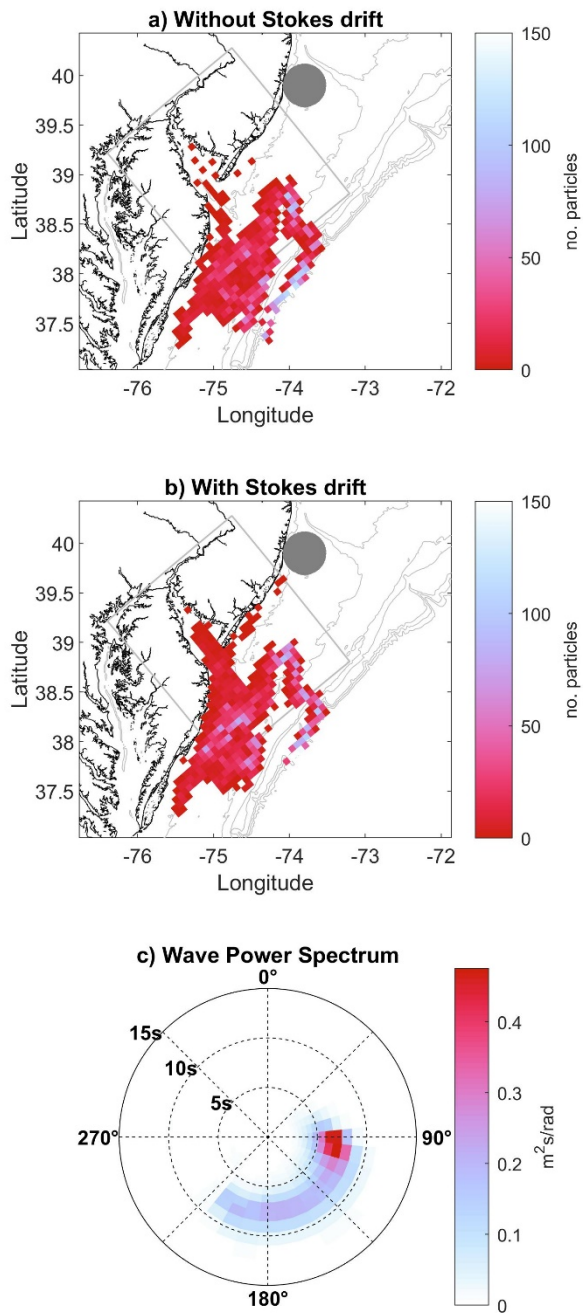 a) Without Stokes drift
40
39.5
39
38.5
38
37.5
Latitude
-76 -75 -74 -73 -72
Longitude
150
100
50
0
no. particles
b) With Stokes drift
40
39.5
39
38.5
38
37.5
Latitude
-76 -75 -74 -73 -72
Longitude
150
100
50
0
no. particles
c) Wave Power Spectrum
0°
15s
10s
5s
270°
90°
180°
0.4
0.3
0.2
0.1
0
m²s/rad